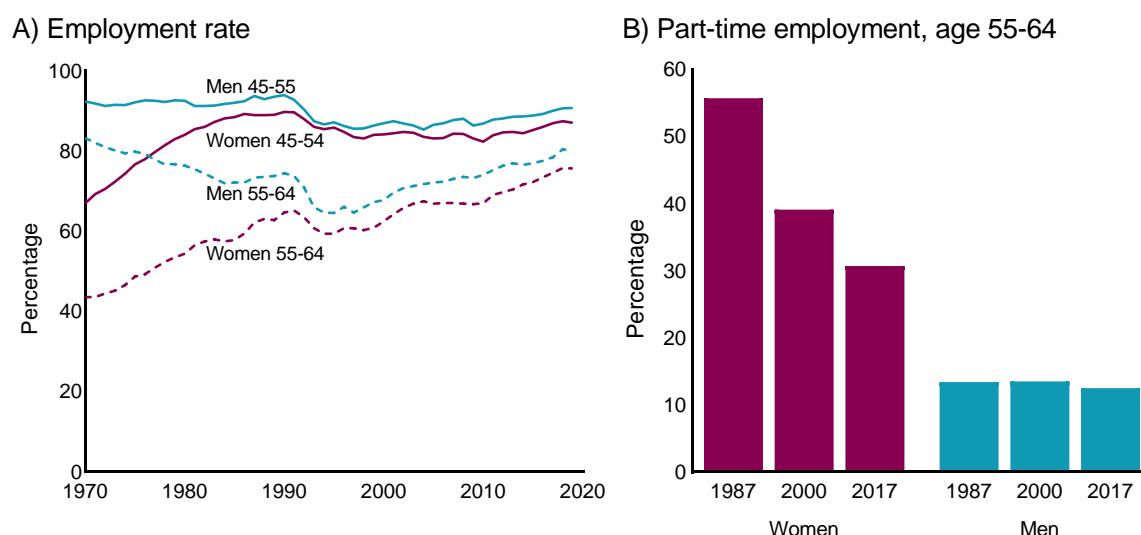 A) Employment rate
Percentage
100
80
60
40
20
0
Men 45-55
Women 45-54
Men 55-64
Women 55-64
1970 1980 1990 2000 2010 2020
B) Part-time employment, age 55-64
Percentage
60
50
40
30
20
10
0
1987 2000 2017 1987 2000 2017
Women Men